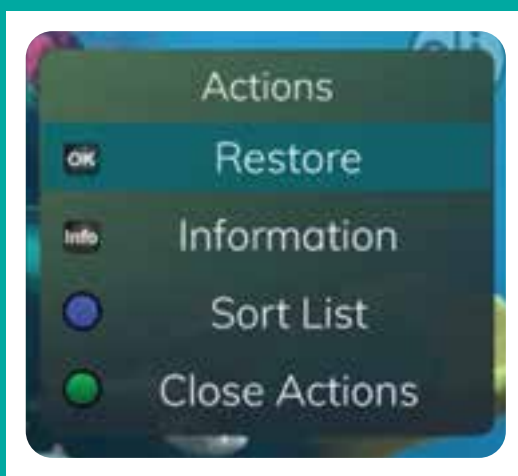 Actions
OK Restore
Info Information
Sort List
Close Actions